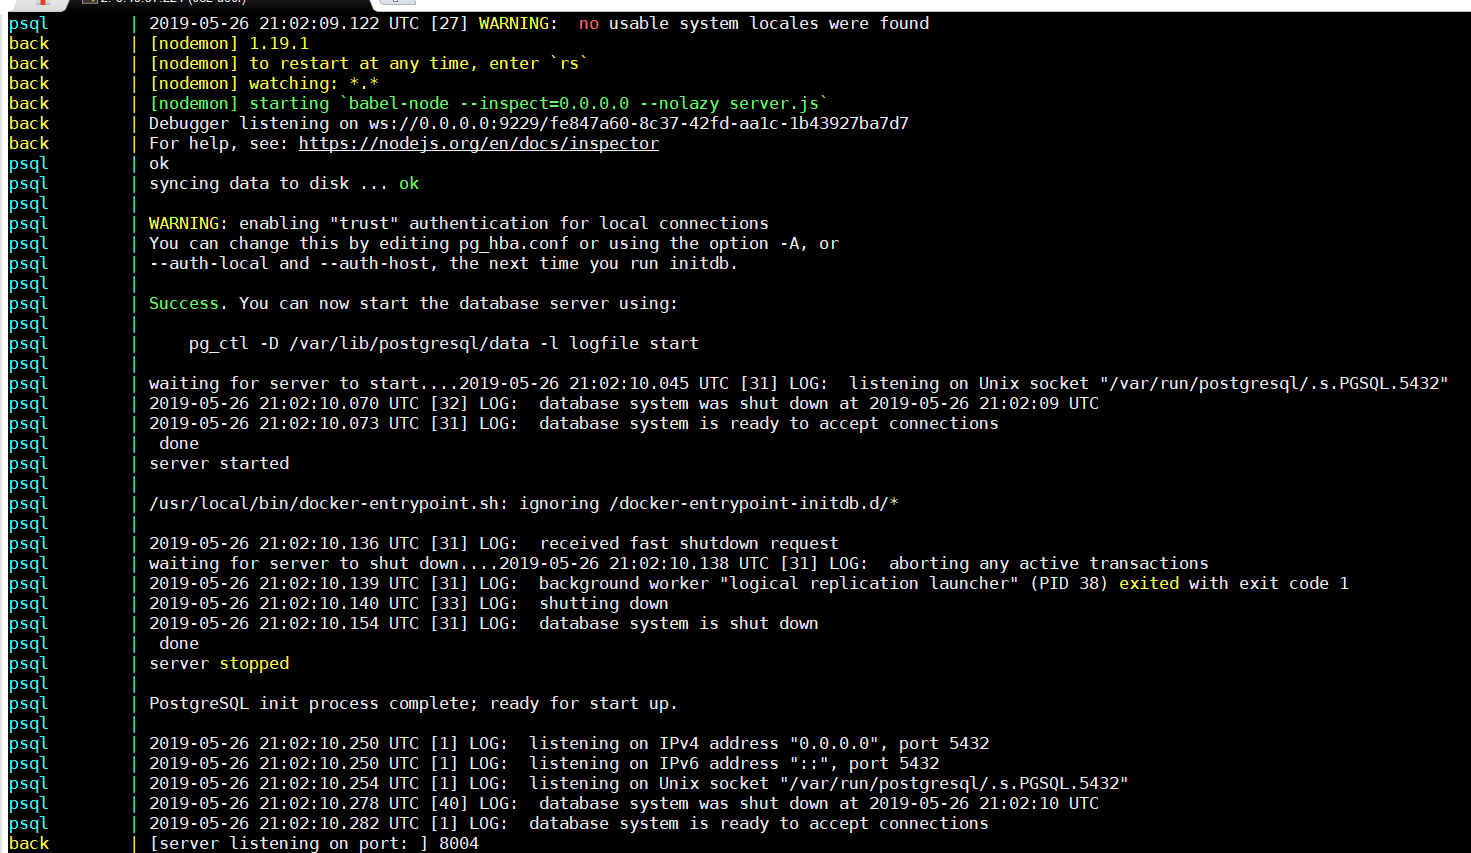 psql | 2019-05-26 21:02:09.122 UTC [27] WARNING:  no usable system locales were found
back | [nodemon] 1.19.1
back | [nodemon] to restart at any time, enter `rs`
back | [nodemon] watching: *.*
back | [nodemon] starting `babel-node --inspect=0.0.0.0 --nolazy server.js`
back | Debugger listening on ws://0.0.0.0:9229/fe847a60-8c37-42fd-aa1c-1b43927ba7d7
back | For help, see: https://nodejs.org/en/docs/inspector
psql | ok
psql | syncing data to disk ... ok
psql |
psql | WARNING: enabling "trust" authentication for local connections
psql | You can change this by editing pg_hba.conf or using the option -A, or
psql | --auth-local and --auth-host, the next time you run initdb.
psql |
psql | Success. You can now start the database server using:
psql |
psql |     pg_ctl -D /var/lib/postgresql/data -l logfile start
psql |
psql | waiting for server to start....2019-05-26 21:02:10.045 UTC [31] LOG:  listening on Unix socket "/var/run/postgresql/.s.PGSQL.5432"
psql | 2019-05-26 21:02:10.070 UTC [32] LOG:  database system was shut down at 2019-05-26 21:02:09 UTC
psql | 2019-05-26 21:02:10.073 UTC [31] LOG:  database system is ready to accept connections
psql |  done
psql | server started
psql |
psql | /usr/local/bin/docker-entrypoint.sh: ignoring /docker-entrypoint-initdb.d/*
psql |
psql | 2019-05-26 21:02:10.136 UTC [31] LOG:  received fast shutdown request
psql | waiting for server to shut down....2019-05-26 21:02:10.138 UTC [31] LOG:  aborting any active transactions
psql | 2019-05-26 21:02:10.139 UTC [31] LOG:  background worker "logical replication launcher" (PID 38) exited with exit code 1
psql | 2019-05-26 21:02:10.140 UTC [33] LOG:  shutting down
psql | 2019-05-26 21:02:10.154 UTC [31] LOG:  database system is shut down
psql |  done
psql | server stopped
psql |
psql | PostgreSQL init process complete; ready for start up.
psql |
psql | 2019-05-26 21:02:10.250 UTC [1] LOG:  listening on IPv4 address "0.0.0.0", port 5432
psql | 2019-05-26 21:02:10.250 UTC [1] LOG:  listening on IPv6 address "::", port 5432
psql | 2019-05-26 21:02:10.254 UTC [1] LOG:  listening on Unix socket "/var/run/postgresql/.s.PGSQL.5432"
psql | 2019-05-26 21:02:10.278 UTC [40] LOG:  database system was shut down at 2019-05-26 21:02:10 UTC
psql | 2019-05-26 21:02:10.282 UTC [1] LOG:  database system is ready to accept connections
back | [server listening on port: ] 8004